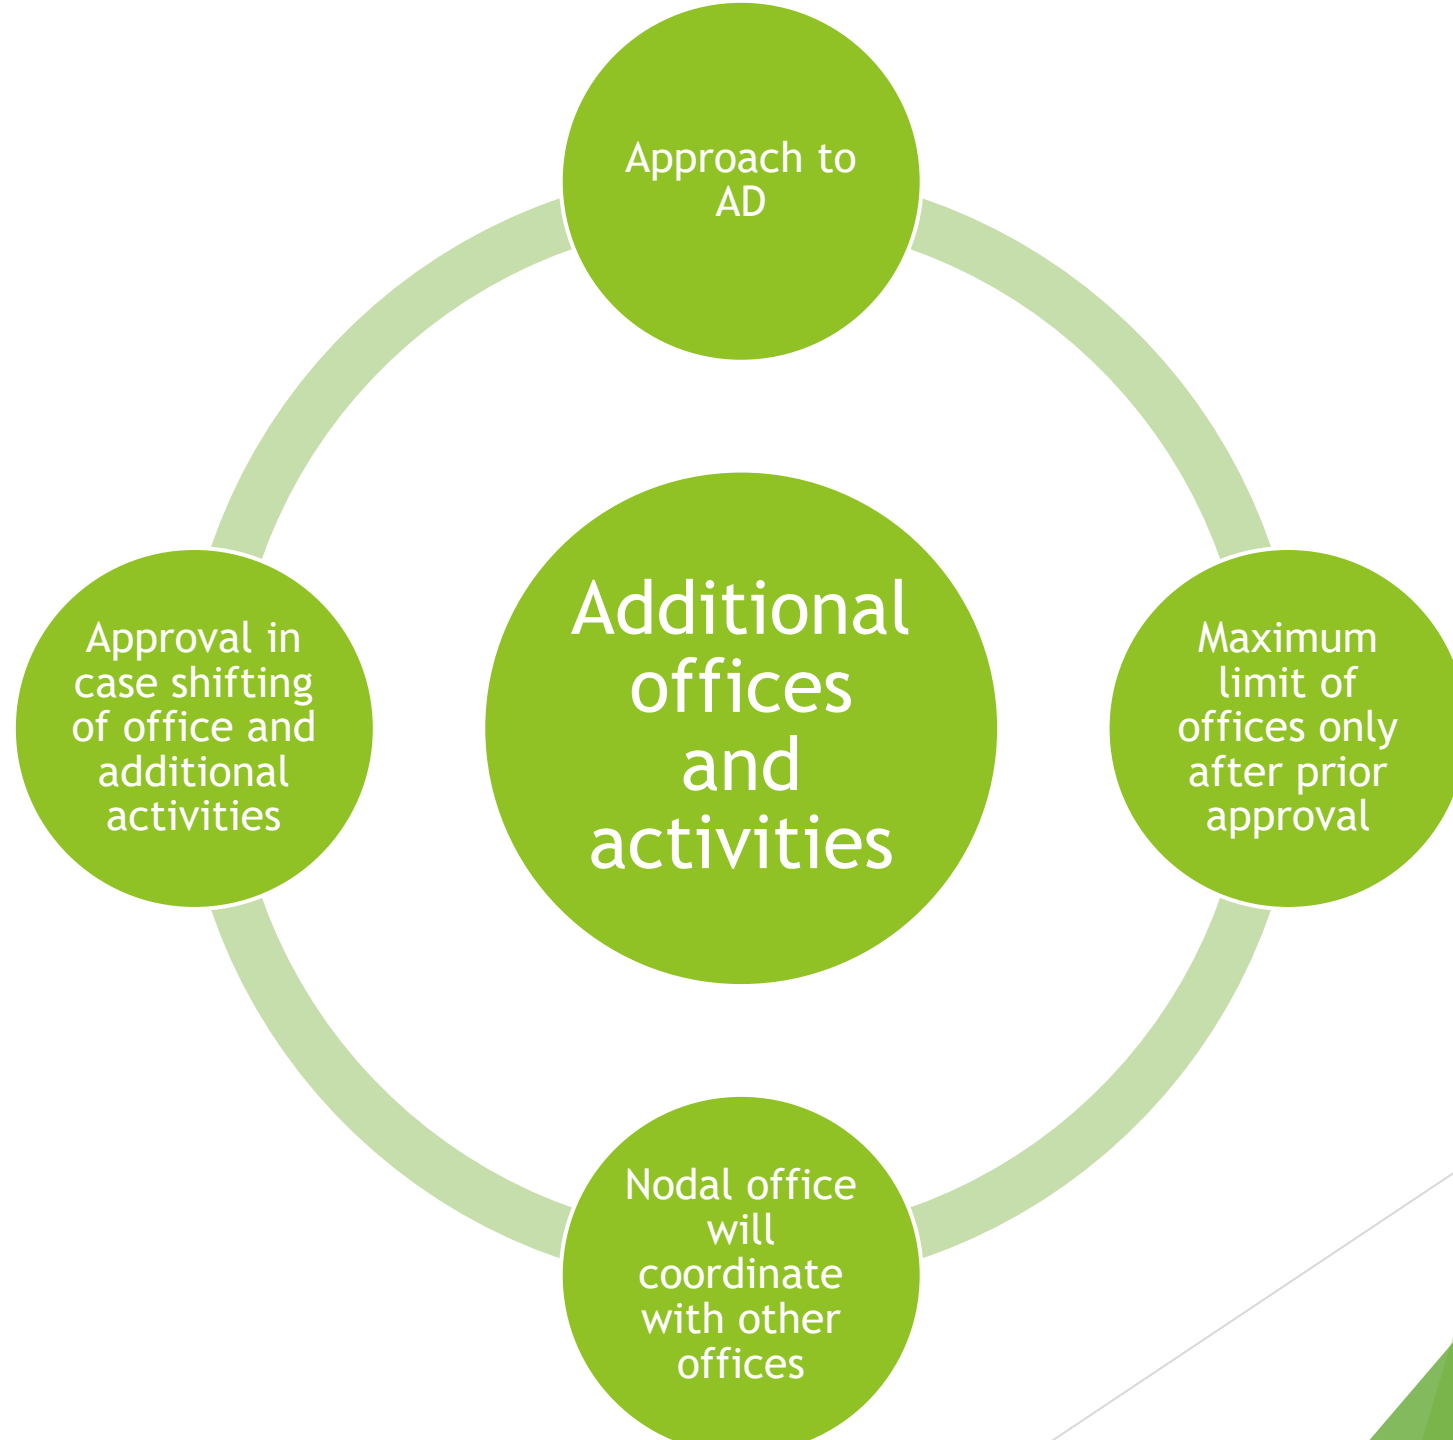 Approach to
AD
Additional
offices
and
activities
Approval in
case shifting
of office and
additional
activities
Maximum
limit of
offices only
after prior
approval
Nodal office
will
coordinate
with other
offices